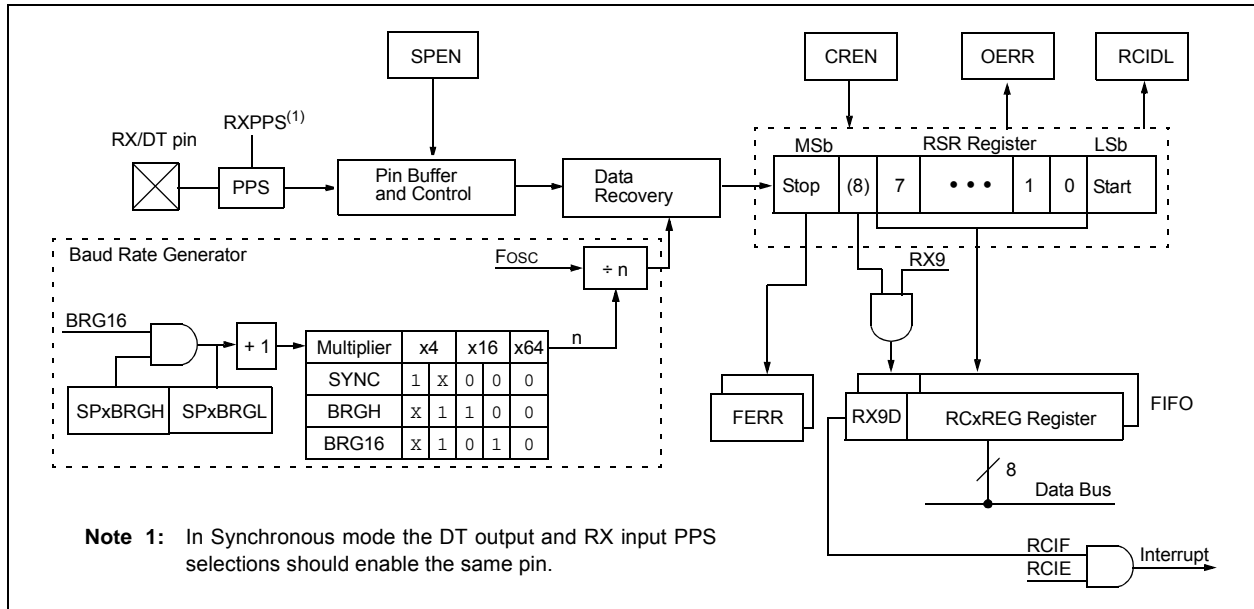 SPEN
CREN
OERR
RCIDL
RXPPS(1)
RX/DT pin
PPS
Pin Buffer
and Control
Data
Recovery
MSb
RSR Register
LSb
Stop (8) 7 • • • 1 0 Start
Baud Rate Generator
FOSC
÷ n
RX9
BRG16
+ 1
n
Multiplier x4 x16 x64
SYNC 1 X 0 0 0
BRGH X 1 1 0 0
BRG16 X 1 0 1 0
SPxBRGH SPxBRGL
FERR
RX9D
RCxREG Register
FIFO
8
Data Bus
Note 1: In Synchronous mode the DT output and RX input PPS
selections should enable the same pin.
RCIF
RCIE
Interrupt